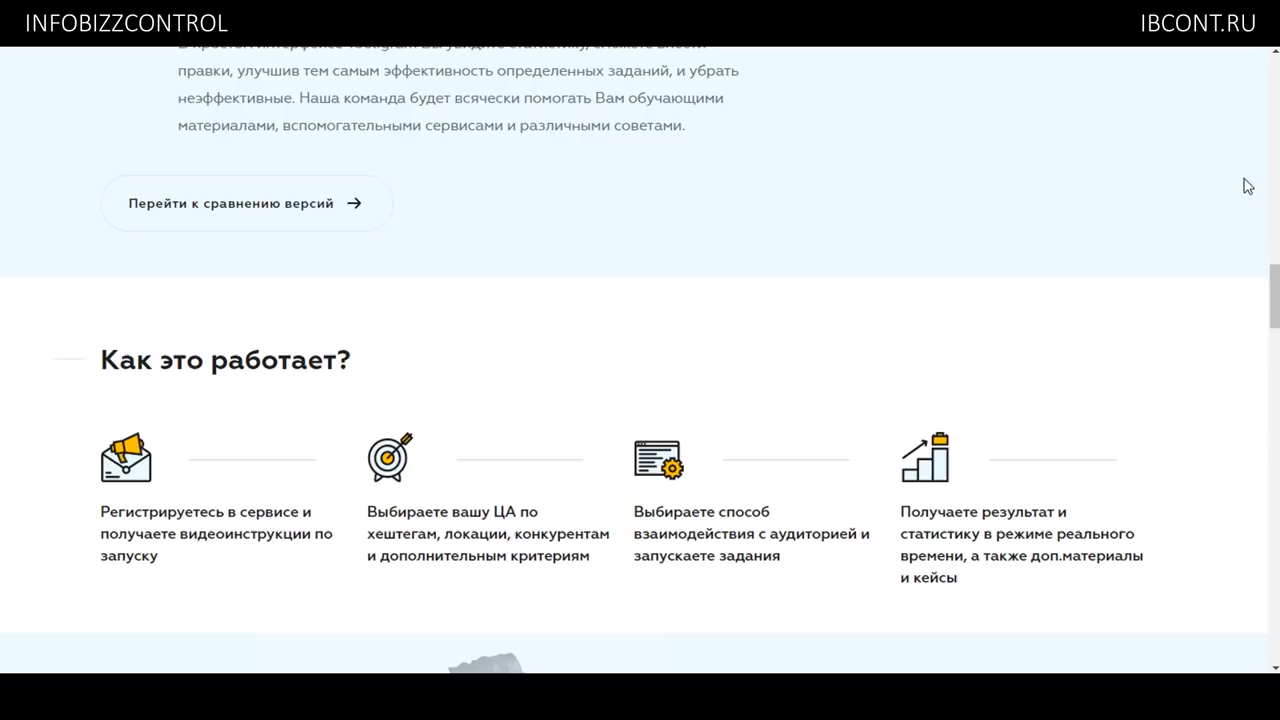 INFOBIZZCONTROL
IBCONT.RU
правки, улучшив тем самым эффективность определенных заданий, и убрать
неэффективные. Наша команда будет всячески помогать Вам обучающими
материалами, вспомогательными сервисами и различными советами.
Перейти к сравнению версий
Как это работает?
Регистрируетесь в сервисе и
получаете видеоинструкции по
запуску
Выбираете вашу ЦА по
хештегам, локации, конкурентам
и дополнительным критериям
Выбираете способ
взаимодействия с аудиторией и
запускаете задания
Получаете результат и
статистику в режиме реального
времени, а также доп.материалы
и кейсы